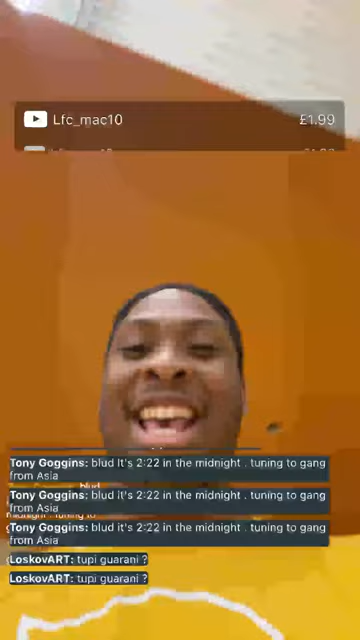 Lfc_mac10 £1.99
Tony Goggins: blud It's 2:22 in the midnight . tuning to gang
from Asia
Tony Goggins: blud It's 2:22 in the midnight . tuning to gang
from Asia
Tony Goggins: blud It's 2:22 in the midnight . tuning to gang
from Asia
LoskovART: tupi guarani ?
LoskovART: tupi guarani ?